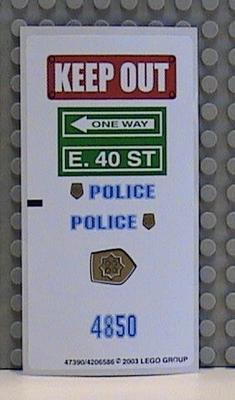 KEEP OUT
ONE WAY
E. 40 ST
POLICE
POLICE
4850
47390/4206586 © 2003 LEGO GROUP